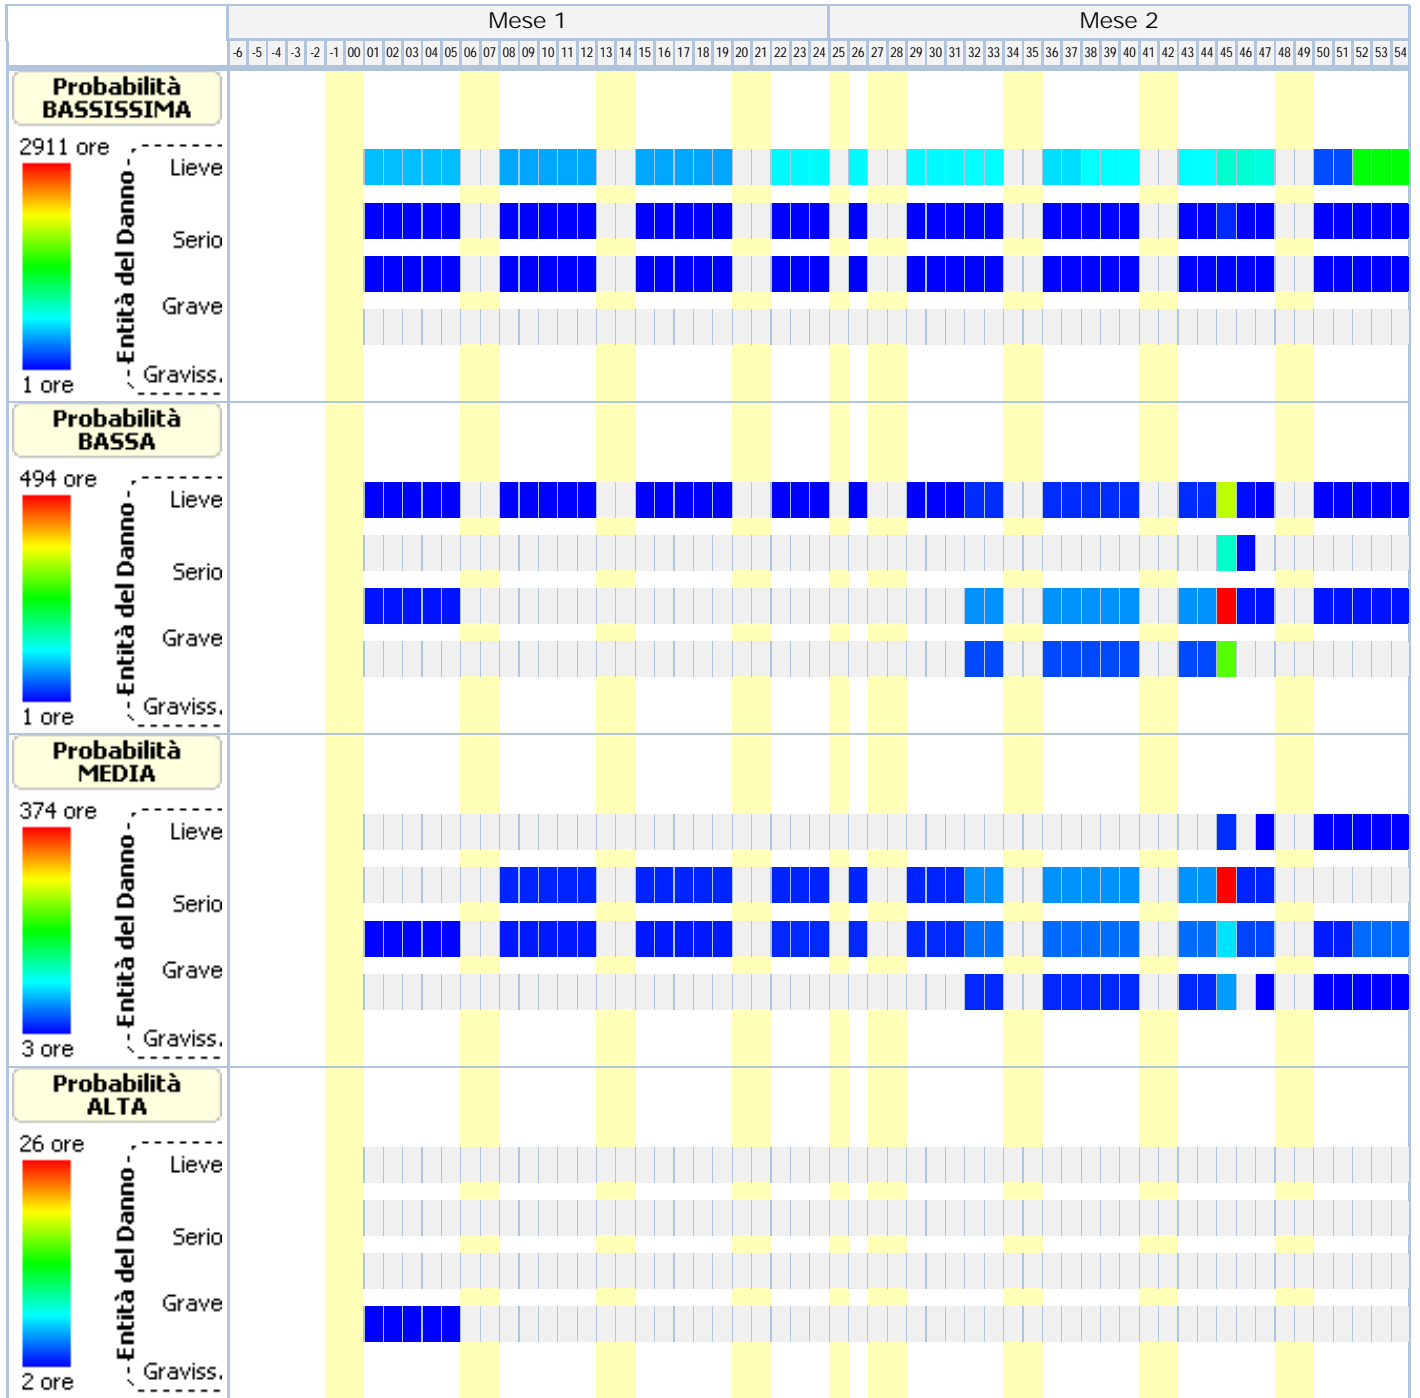 Mese 1 Mese 2
-6 -5 -4 -3 -2 -1 00 01 02 03 04 05 06 07 08 09 10 11 12 13 14 15 16 17 18 19 20 21 22 23 24 25 26 27 28 29 30 31 32 33 34 35 36 37 38 39 40 41 42 43 44 45 46 47 48 49 50 51 52 53 54
Probabilità
BASSISSIMA
2911 ore
Lieve
Serio
Grave
Graviss.
Entità del Danno
1 ore
Probabilità
BASSA
494 ore
Lieve
Serio
Grave
Graviss.
Entità del Danno
1 ore
Probabilità
MEDIA
374 ore
Lieve
Serio
Grave
Graviss.
Entità del Danno
3 ore
Probabilità
ALTA
26 ore
Lieve
Serio
Grave
Graviss.
Entità del Danno
2 ore